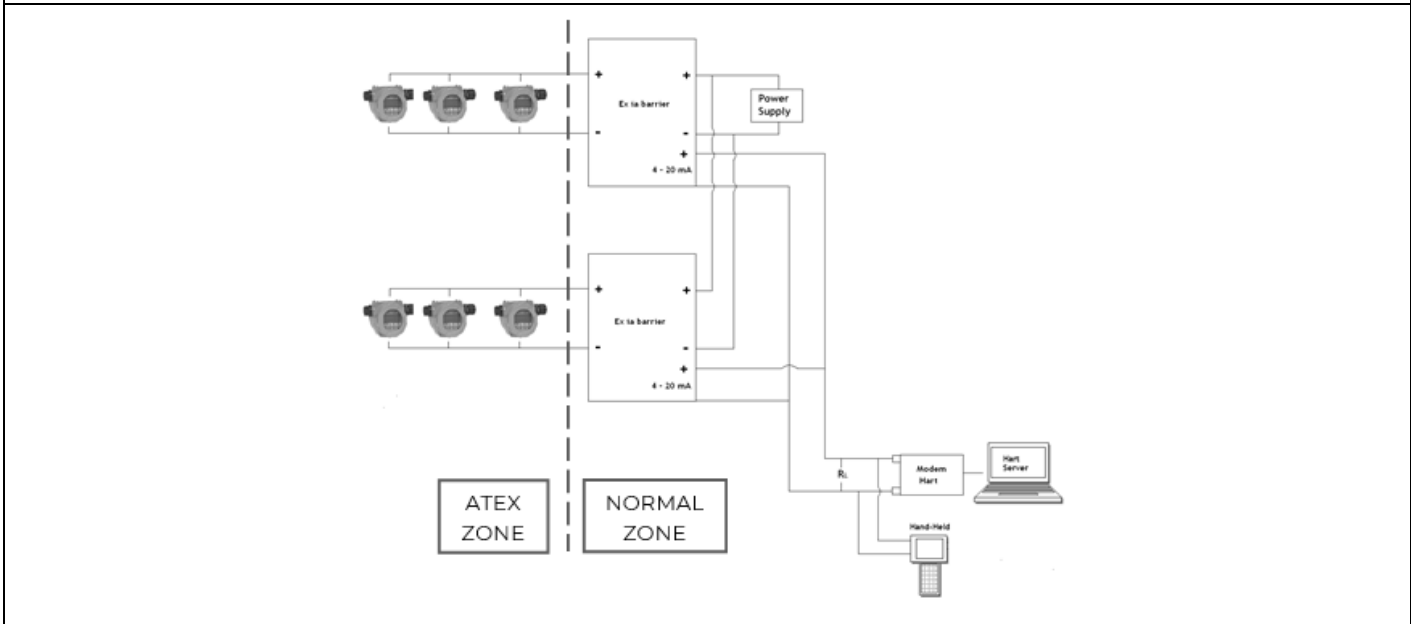 +
+
Ex ia barrier
Power
Supply
-
-
+
4 - 20 mA
+
+
Ex ia barrier
-
-
+
4 - 20 mA
ATEX
ZONE
NORMAL
ZONE
RL
Modem
Hart
Hart
Server
Hand-Held